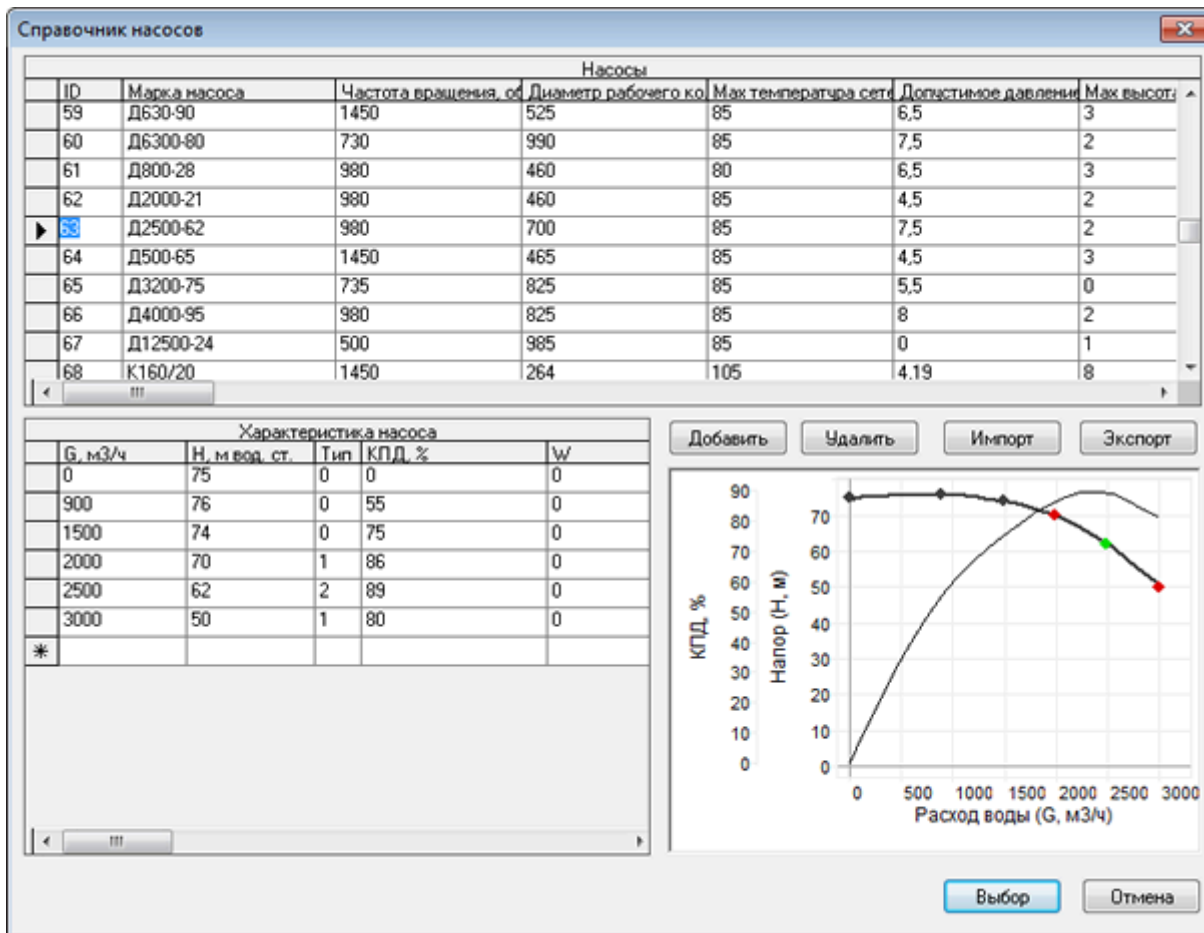 Справочник насосов
Насосы
ID Марка насоса Частота вращения, об Диаметр рабочего ко Max температура сете Допустимое давление Max высота
59 Д630-90 1450 525 85 6,5 3
60 Д6300-80 730 990 85 7,5 2
61 Д800-28 980 460 80 6,5 3
62 Д2000-21 980 460 85 4,5 2
63 Д2500-62 980 700 85 7,5 2
64 Д500-65 1450 465 85 4,5 3
65 Д3200-75 735 825 85 5,5 0
66 Д4000-95 980 825 85 8 2
67 Д12500-24 500 985 85 0 1
68 К160/20 1450 264 105 4.19 8
Характеристика насоса
G, м3/ч Н, м вод. ст. Тип КПД, % W
0 75 0 0 0
900 76 0 55 0
1500 74 0 75 0
2000 70 1 86 0
2500 62 2 89 0
3000 50 1 80 0
Добавить Удалить Импорт Экспорт
КПД, %
90
80
70
60
50
40
30
20
10
0
Напор (Н, м)
70
60
50
40
30
20
10
0
0 500 1000 1500 2000 2500 3000
Расход воды (G, м3/ч)
Выбор Отмена